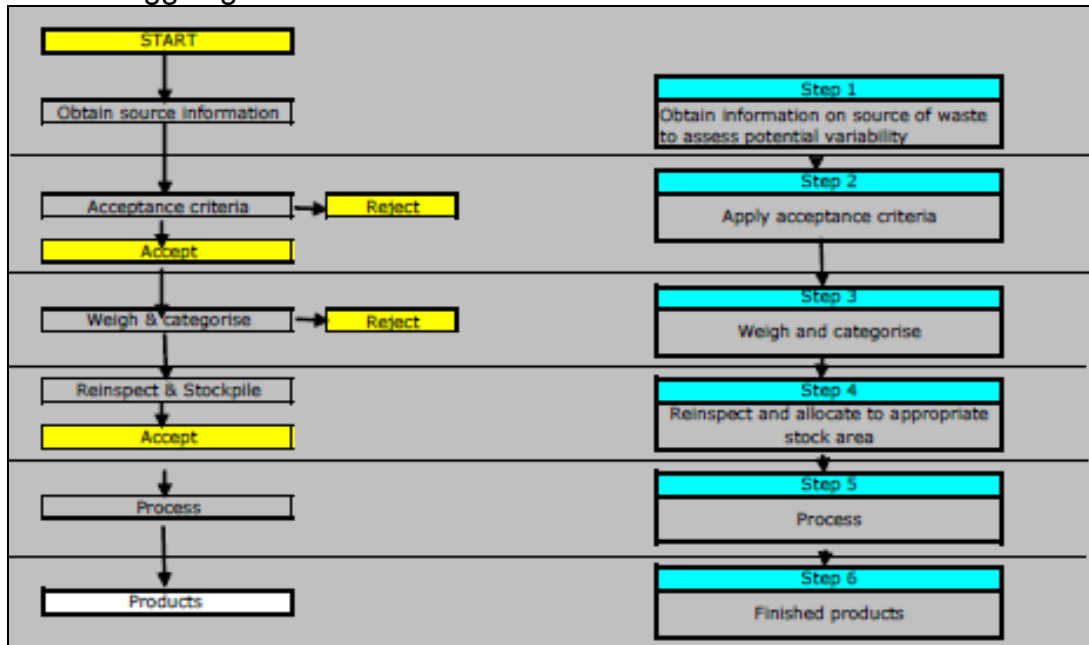 START
Obtain source information
Step 1
Obtain information on source of waste
to assess potential variability
Acceptance criteria
Reject
Accept
Step 2
Apply acceptance criteria
Weigh & categorise
Reject
Step 3
Weigh and categorise
Reinspect & Stockpile
Accept
Step 4
Reinspect and allocate to appropriate
stock area
Process
Step 5
Process
Products
Step 6
Finished products